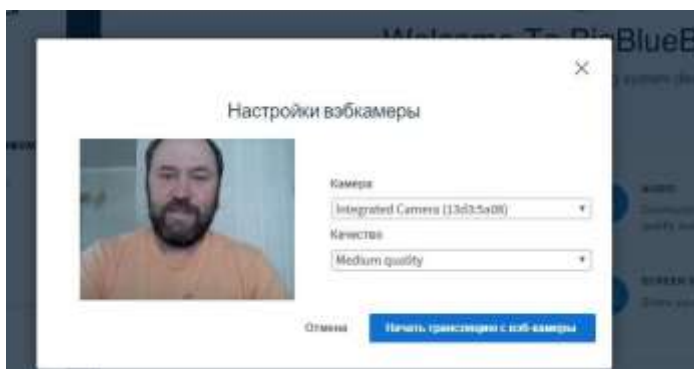 Welcome To BigBlueB
Настройки вэбкамеры
Камера
Integrated Camera (13d3:5a08)
Качество
Medium quality
Отмена
Начать трансляцию с вэб-камеры